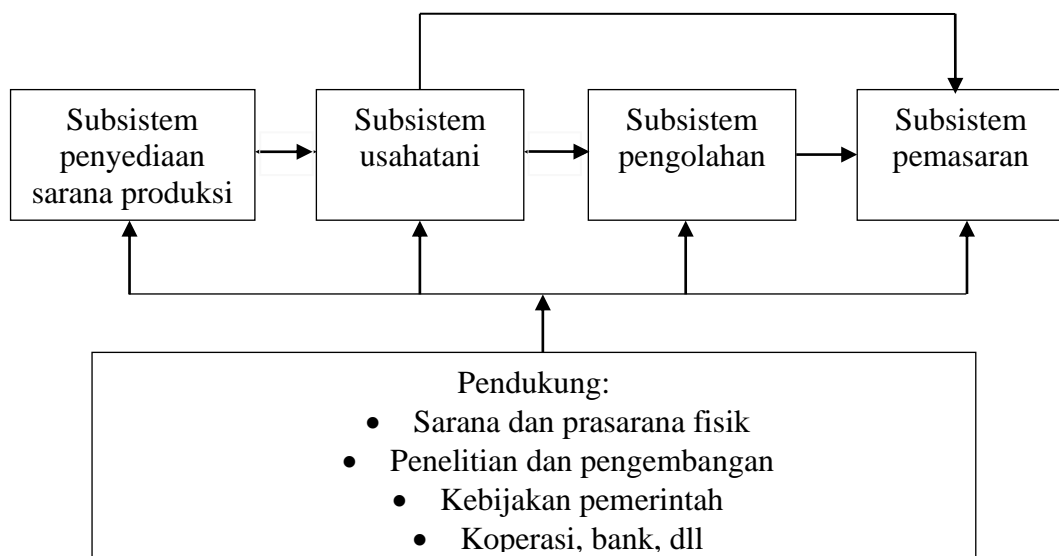 Subsistem
penyediaan
sarana produksi
Subsistem
usahatani
Subsistem
pengolahan
Subsistem
pemasaran
Pendukung:
• Sarana dan prasarana fisik
• Penelitian dan pengembangan
• Kebijakan pemerintah
• Koperasi, bank, dll